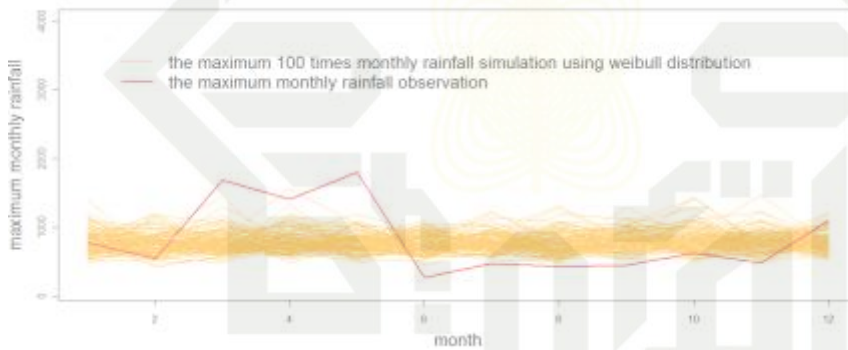 4000
3000
2000
1000
0
maximum monthly rainfall
the maximum 100 times monthly rainfall simulation using weibull distribution
the maximum monthly rainfall observation
2 4 6 8 10 12
month